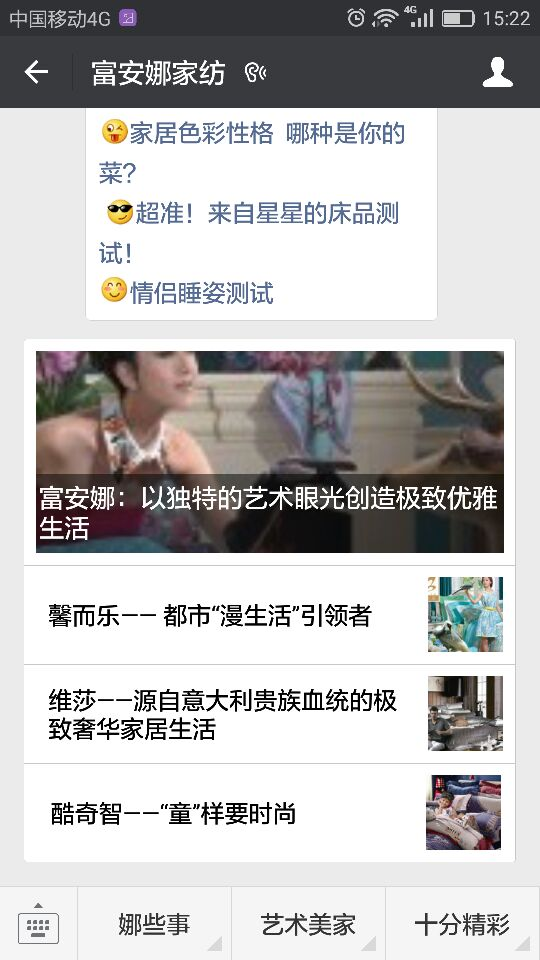 中国移动4G 4G 15:22
富安娜家纺
家居色彩性格 哪种是你的
菜?
超准！来自星星的床品测
试！
情侣睡姿测试
富安娜：以独特的艺术眼光创造极致优雅
生活
馨而乐—— 都市“漫生活”引领者
维莎——源自意大利贵族血统的极
致奢华家居生活
酷奇智——“童”样要时尚
娜些事 艺术美家 十分精彩